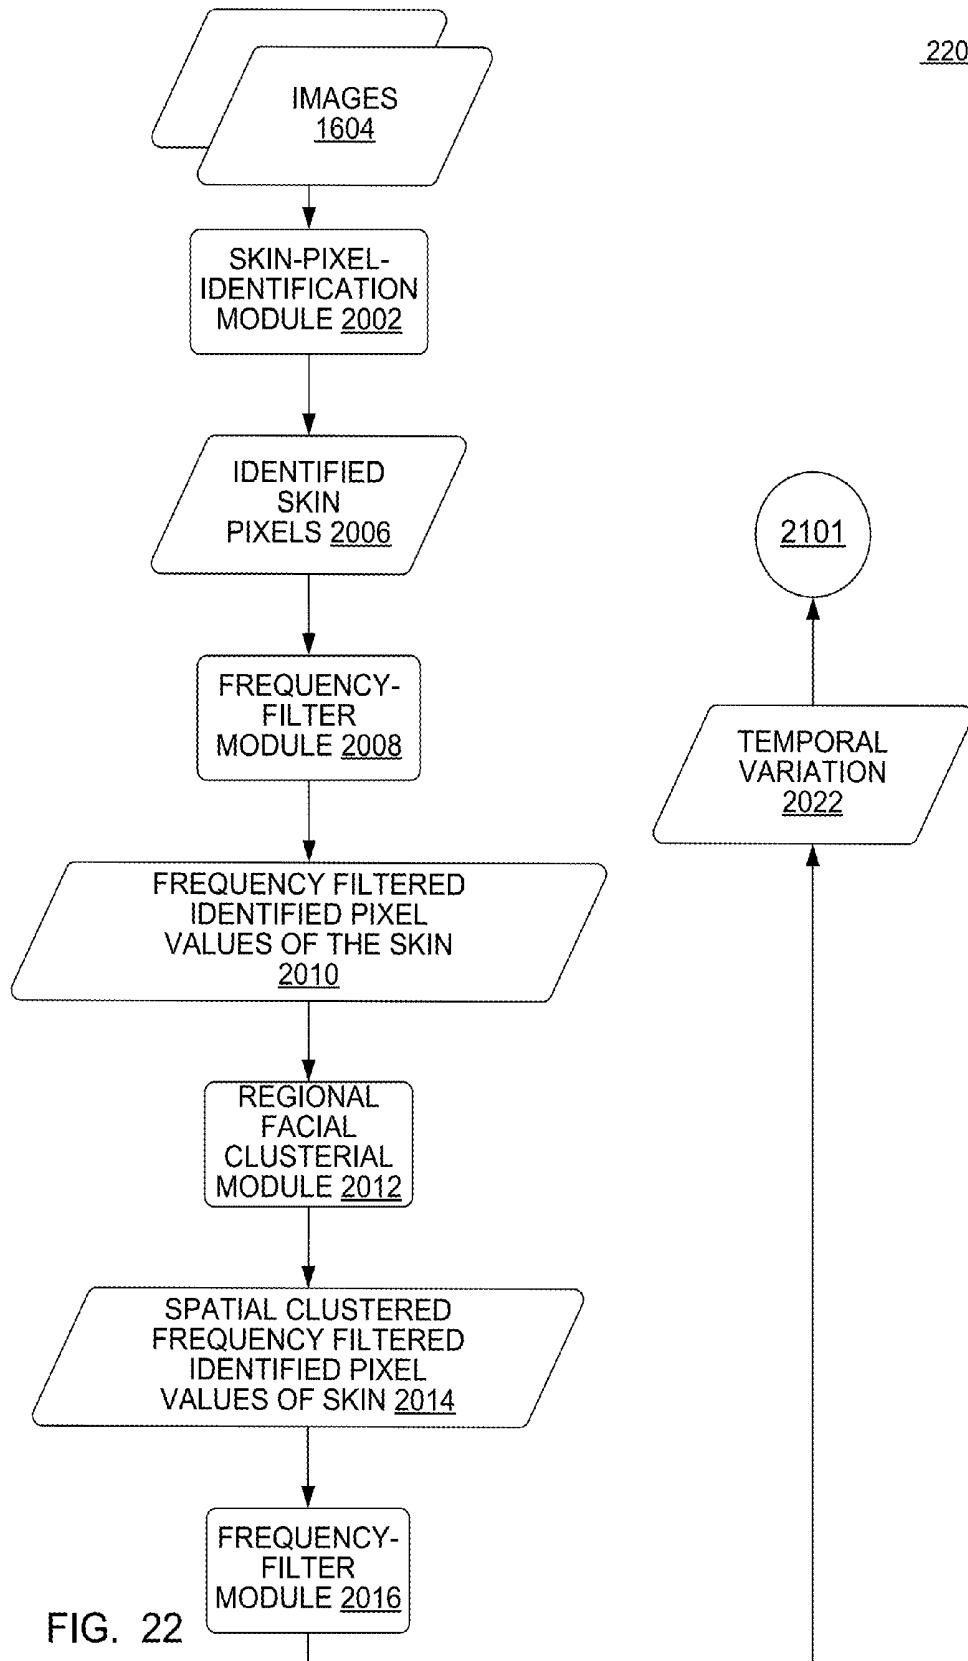 220
IMAGES
1604
SKIN-PIXEL-
IDENTIFICATION
MODULE 2002
IDENTIFIED
SKIN
PIXELS 2006
FREQUENCY-
FILTER
MODULE 2008
FREQUENCY FILTERED
IDENTIFIED PIXEL
VALUES OF THE SKIN
2010
REGIONAL
FACIAL
CLUSTERIAL
MODULE 2012
SPATIAL CLUSTERED
FREQUENCY FILTERED
IDENTIFIED PIXEL
VALUES OF SKIN 2014
FREQUENCY-
FILTER
MODULE 2016
2101
TEMPORAL
VARIATION
2022
FIG. 22